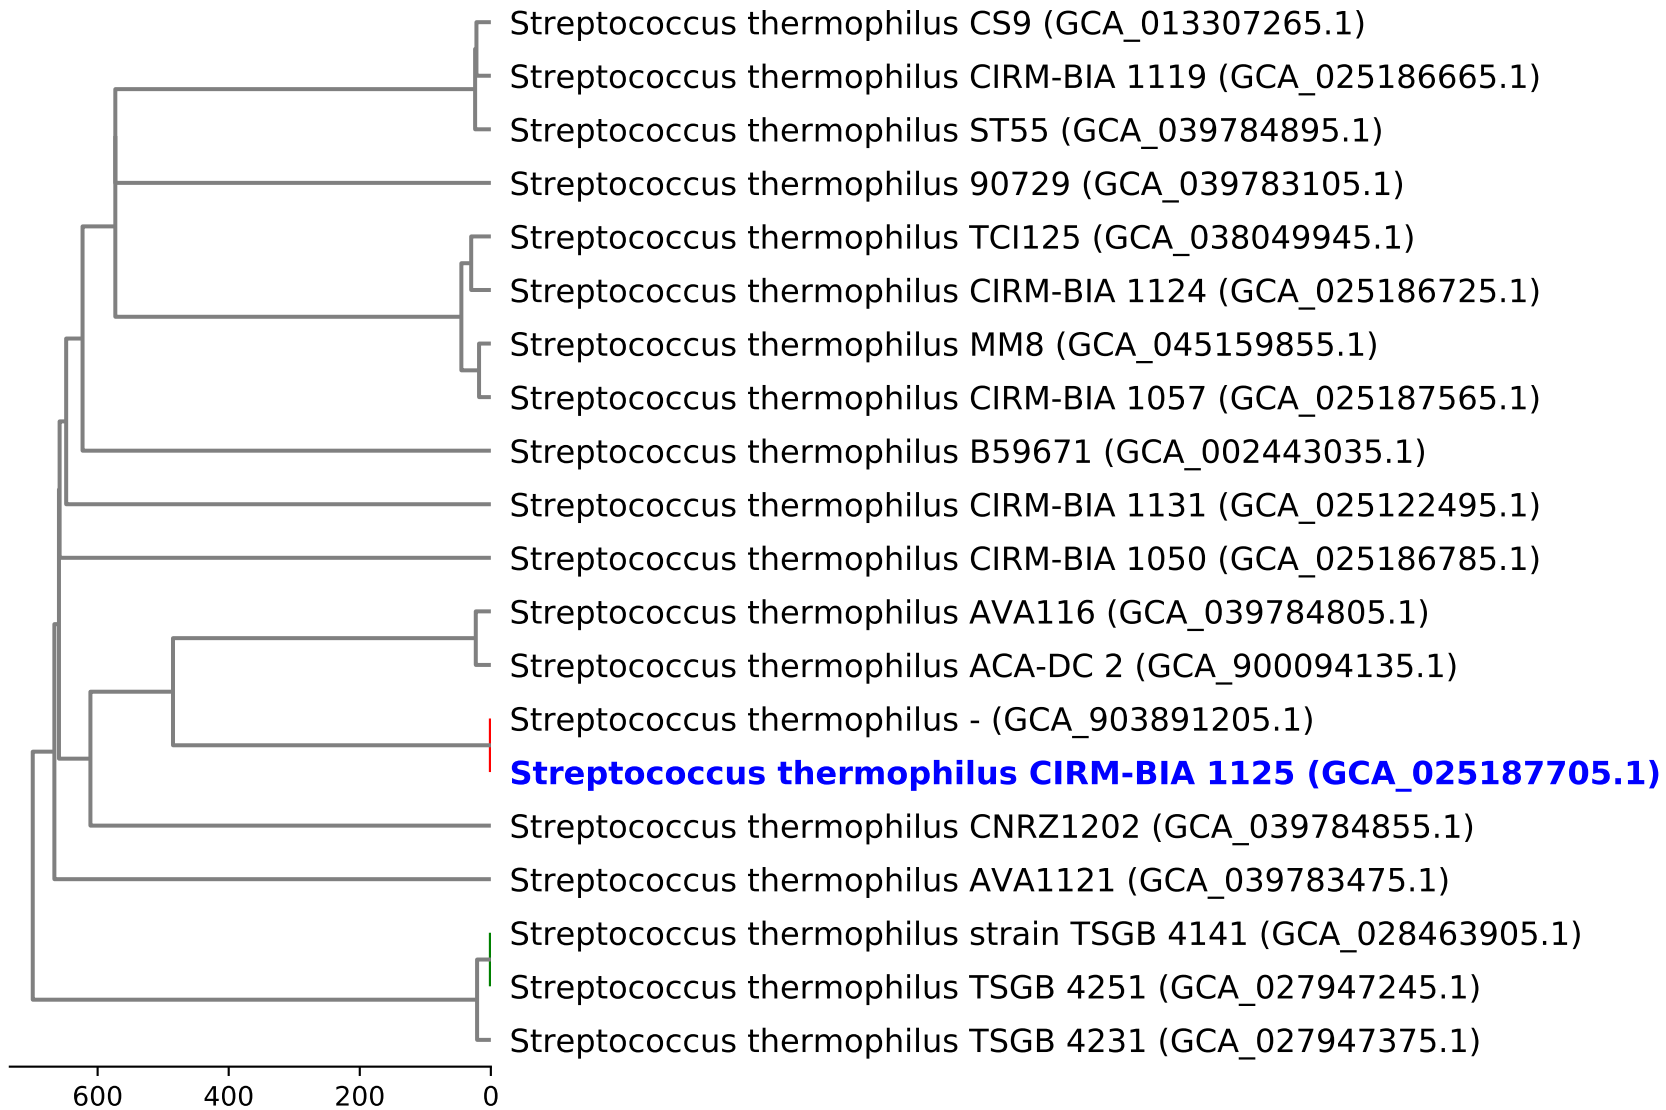 Streptococcus thermophilus CS9 (GCA_013307265.1)
Streptococcus thermophilus CIRM-BIA 1119 (GCA_025186665.1)
Streptococcus thermophilus ST55 (GCA_039784895.1)
Streptococcus thermophilus 90729 (GCA_039783105.1)
Streptococcus thermophilus TCI125 (GCA_038049945.1)
Streptococcus thermophilus CIRM-BIA 1124 (GCA_025186725.1)
Streptococcus thermophilus MM8 (GCA_045159855.1)
Streptococcus thermophilus CIRM-BIA 1057 (GCA_025187565.1)
Streptococcus thermophilus B59671 (GCA_002443035.1)
Streptococcus thermophilus CIRM-BIA 1131 (GCA_025122495.1)
Streptococcus thermophilus CIRM-BIA 1050 (GCA_025186785.1)
Streptococcus thermophilus AVA116 (GCA_039784805.1)
Streptococcus thermophilus ACA-DC 2 (GCA_900094135.1)
Streptococcus thermophilus - (GCA_903891205.1)
Streptococcus thermophilus CIRM-BIA 1125 (GCA_025187705.1)
Streptococcus thermophilus CNRZ1202 (GCA_039784855.1)
Streptococcus thermophilus AVA1121 (GCA_039783475.1)
Streptococcus thermophilus strain TSGB 4141 (GCA_028463905.1)
Streptococcus thermophilus TSGB 4251 (GCA_027947245.1)
Streptococcus thermophilus TSGB 4231 (GCA_027947375.1)
600 400 200 0